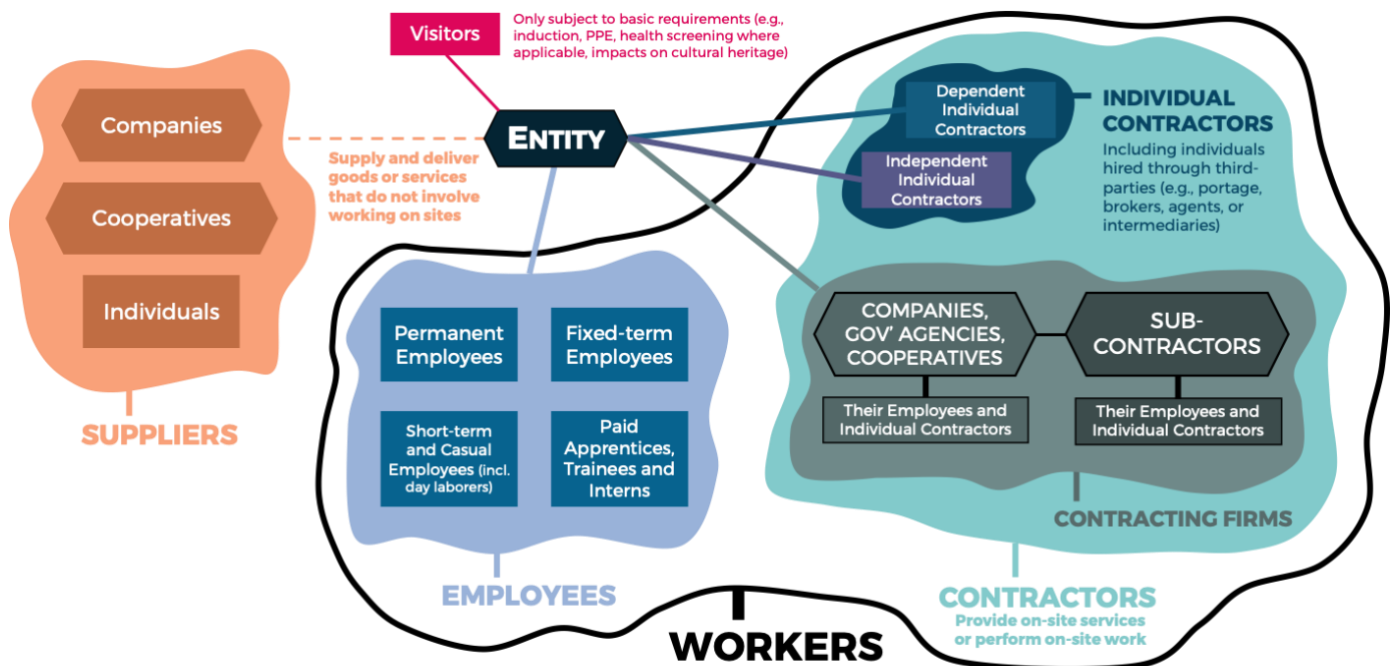 Visitors
Only subject to basic requirements (e.g.,
induction, PPE, health screening where
applicable, impacts on cultural heritage)
Companies
Cooperatives
Individuals
SUPPLIERS
Supply and deliver
goods or services
that do not involve
working on sites
ENTITY
Dependent
Individual
Contractors
Independent
Individual
Contractors
INDIVIDUAL
CONTRACTORS
Including individuals
hired through third-
parties (e.g., portage,
brokers, agents, or
intermediaries)
Permanent
Employees
Fixed-term
Employees
Short-term
and Casual
Employees (incl.
day laborers)
Paid
Apprentices,
Trainees and
Interns
EMPLOYEES
COMPANIES,
GOV' AGENCIES,
COOPERATIVES
SUB-
CONTRACTORS
Their Employees and
Individual Contractors
Their Employees and
Individual Contractors
CONTRACTING FIRMS
CONTRACTORS
Provide on-site services
or perform on-site work
WORKERS